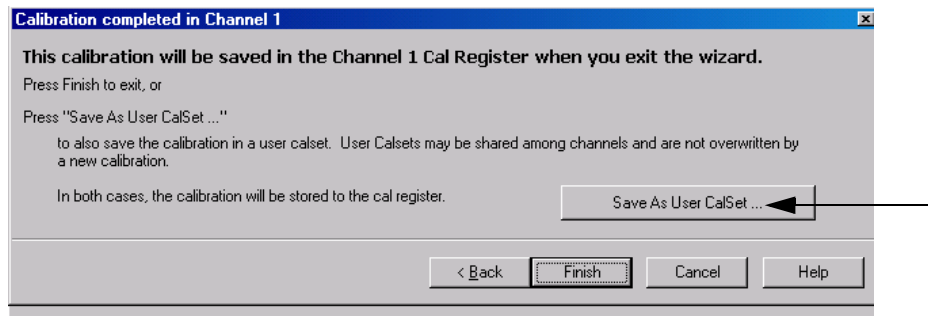 Calibration completed in Channel 1
This calibration will be saved in the Channel 1 Cal Register when you exit the wizard.
Press Finish to exit, or
Press "Save As User CalSet ..."
to also save the calibration in a user calset. User Calsets may be shared among channels and are not overwritten by
a new calibration.
In both cases, the calibration will be stored to the cal register.
Save As User CalSet ...
< Back
Finish
Cancel
Help